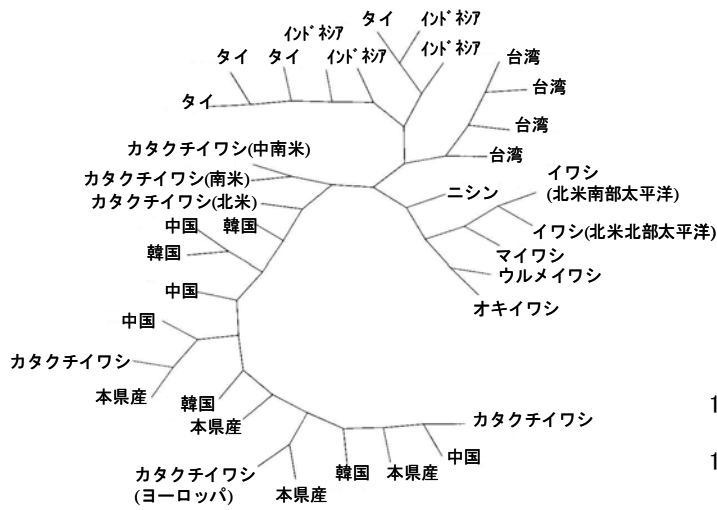 タイ
インドネシア
インドネシア
タイ
タイ
インドネシア
インドネシア
台湾
台湾
タイ
台湾
台湾
カタクチイワシ(中南米)
カタクチイワシ(南米)
カタクチイワシ(北米)
ニシン
イワシ
(北米南部太平洋)
イワシ(北米北部太平洋)
マイワシ
ウルメイワシ
オキイワシ
中国
韓国
韓国
中国
中国
カタクチイワシ
本県産
韓国
本県産
カタクチイワシ
(ヨーロッパ)
本県産
韓国
本県産
中国
カタクチイワシ
1
1